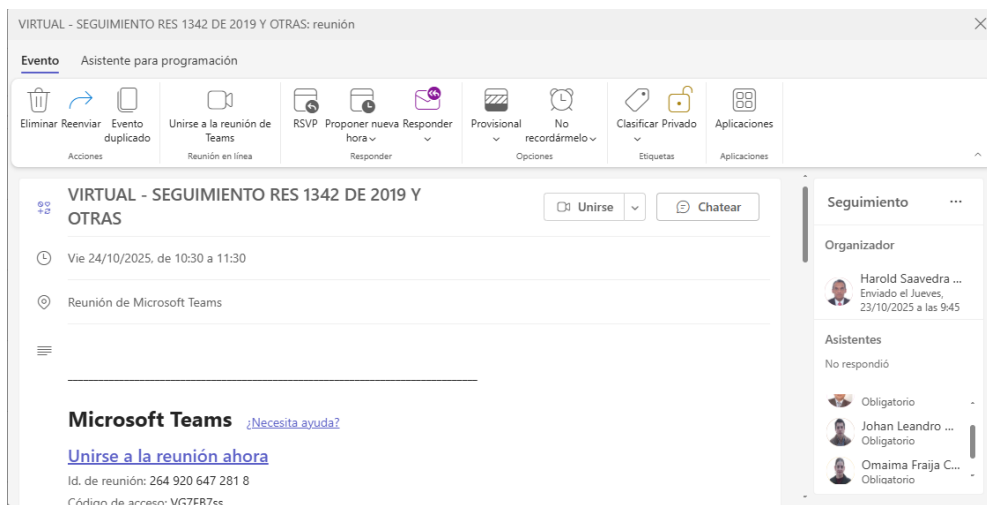 VIRTUAL - SEGUIMIENTO RES 1342 DE 2019 Y OTRAS: reunión
Evento
Asistente para programación
Eliminar
Reenviar
Evento
duplicado
Unirse a la reunión de
Teams
RSVP
Proponer nueva
hora
Responder
Provisional
No
recordármelo
Clasificar
Privado
Aplicaciones
Acciones
Reunión en línea
Responder
Opciones
Etiquetas
Aplicaciones
VIRTUAL - SEGUIMIENTO RES 1342 DE 2019 Y
OTRAS
Unirse
Chatear
Vie 24/10/2025, de 10:30 a 11:30
Reunión de Microsoft Teams
Microsoft Teams ¿Necesita ayuda?
Unirse a la reunión ahora
Id. de reunión: 264 920 647 281 8
Código de acceso: VG7FB7ss
Seguimiento
Organizador
Harold Saavedra ...
Enviado el Jueves,
23/10/2025 a las 9:45
Asistentes
No respondió
Obligatorio
Johan Leandro ...
Obligatorio
Omaima Fraija C...
Obligatorio